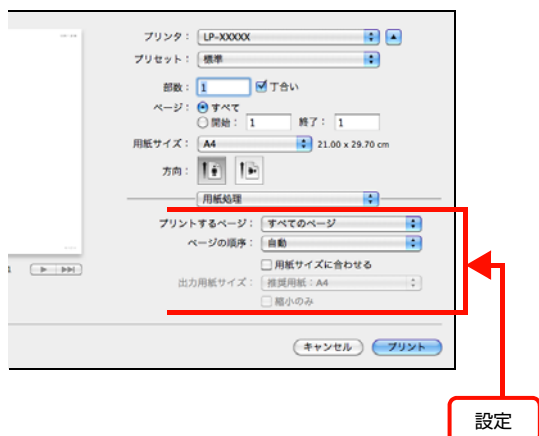 プリンタ： LP-XXXXX
プリセット： 標準
部数： 1 丁合い
ページ： すべて
開始： 1 終了： 1
用紙サイズ： A4 21.00 x 29.70 cm
方向：
用紙処理
プリントするページ： すべてのページ
ページの順序： 自動
用紙サイズに合わせる
出力用紙サイズ： 推奨用紙：A4
縮小のみ
キャンセル プリント
設定